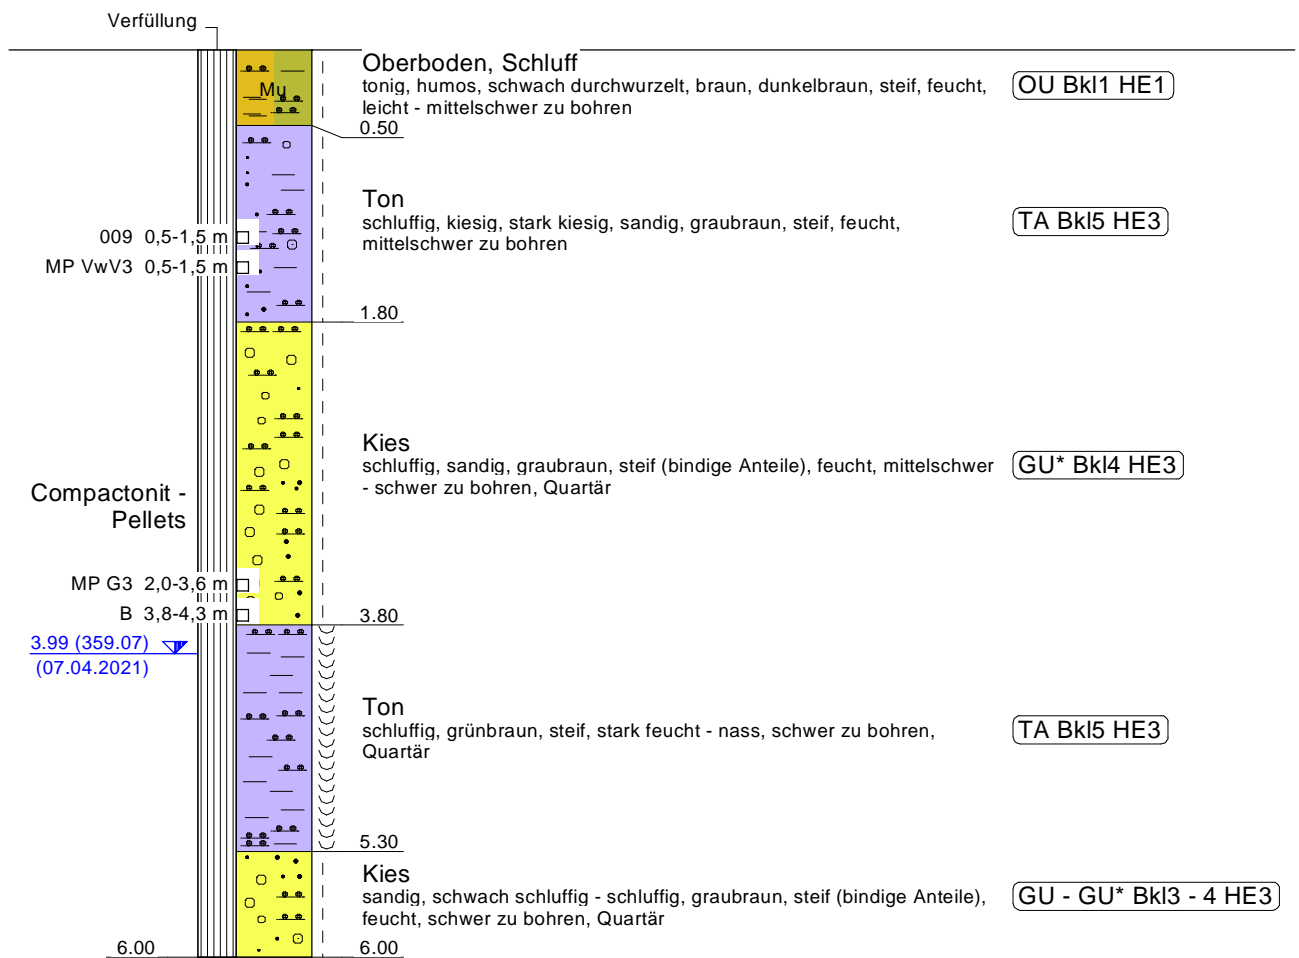 Verfüllung
Oberboden, Schluff
tonig, humos, schwach durchwurzelt, braun, dunkelbraun, steif, feucht,
leicht - mittelschwer zu bohren
OU Bkl1 HE1
Mu
0.50
Ton
schluffig, kiesig, stark kiesig, sandig, graubraun, steif, feucht,
mittelschwer zu bohren
TA Bkl5 HE3
009 0,5-1,5 m
MP VwV3 0,5-1,5 m
1.80
Kies
schluffig, sandig, graubraun, steif (bindige Anteile), feucht, mittelschwer
- schwer zu bohren, Quartär
GU* Bkl4 HE3
Compactonit -
Pellets
MP G3 2,0-3,6 m
B 3,8-4,3 m
3.80
3.99 (359.07)
(07.04.2021)
Ton
schluffig, grünbraun, steif, stark feucht - nass, schwer zu bohren,
Quartär
TA Bkl5 HE3
5.30
Kies
sandig, schwach schluffig - schluffig, graubraun, steif (bindige Anteile),
feucht, schwer zu bohren, Quartär
GU - GU* Bkl3 - 4 HE3
6.00
6.00